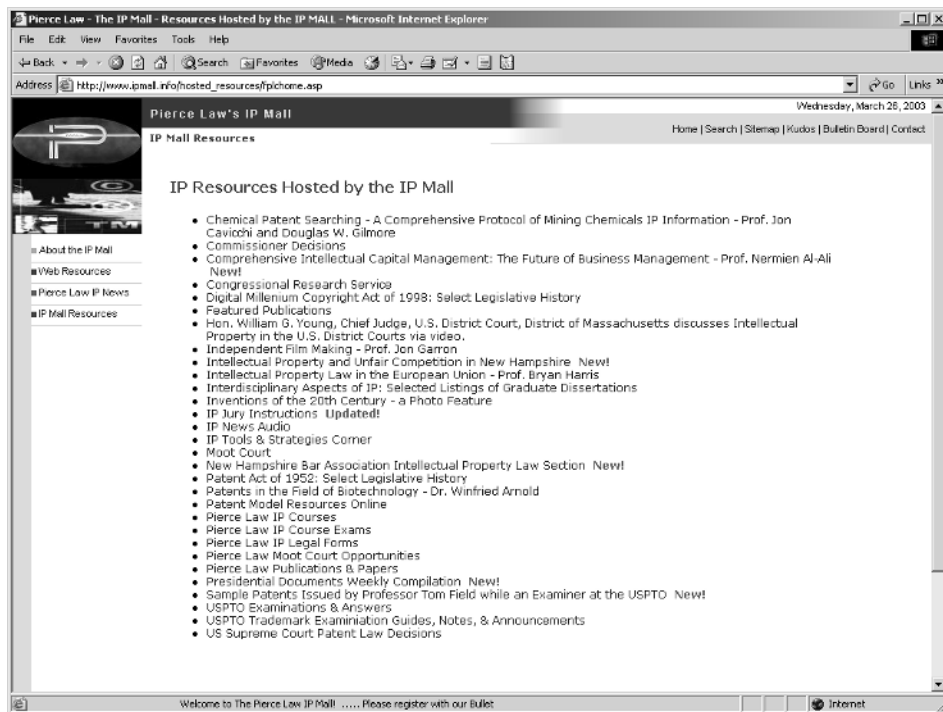 Pierce Law - The IP Mall - Resources Hosted by the IP MALL - Microsoft Internet Explorer
File Edit View Favorites Tools Help
Back Search Favorites Media
Address http://www.ipmall.info/hosted_resources/fplchome.asp Go Links »
Pierce Law's IP Mall
Wednesday, March 26, 2003
IP Mall Resources
Home | Search | Sitemap | Kudos | Bulletin Board | Contact
TM
About the IP Mall
Web Resources
Pierce Law IP News
IP Mall Resources
IP Resources Hosted by the IP Mall
• Chemical Patent Searching - A Comprehensive Protocol of Mining Chemicals IP Information - Prof. Jon
Cavicchi and Douglas W. Gilmore
• Commissioner Decisions
• Comprehensive Intellectual Capital Management: The Future of Business Management - Prof. Nermien Al-Ali
New!
• Congressional Research Service
• Digital Millenium Copyright Act of 1998: Select Legislative History
• Featured Publications
• Hon. William G. Young, Chief Judge, U.S. District Court, District of Massachusetts discusses Intellectual
Property in the U.S. District Courts via video.
• Independent Film Making - Prof. Jon Garron
• Intellectual Property and Unfair Competition in New Hampshire New!
• Intellectual Property Law in the European Union - Prof. Bryan Harris
• Interdisciplinary Aspects of IP: Selected Listings of Graduate Dissertations
• Inventions of the 20th Century - a Photo Feature
• IP Jury Instructions Updated!
• IP News Audio
• IP Tools & Strategies Corner
• Moot Court
• New Hampshire Bar Association Intellectual Property Law Section New!
• Patent Act of 1952: Select Legislative History
• Patents in the Field of Biotechnology - Dr. Winfried Arnold
• Patent Model Resources Online
• Pierce Law IP Courses
• Pierce Law IP Course Exams
• Pierce Law IP Legal Forms
• Pierce Law Moot Court Opportunities
• Pierce Law Publications & Papers
• Presidential Documents Weekly Compilation New!
• Sample Patents Issued by Professor Tom Field while an Examiner at the USPTO New!
• USPTO Examinations & Answers
• USPTO Trademark Examiniation Guides, Notes, & Announcements
• US Supreme Court Patent Law Decisions
Welcome to The Pierce Law IP Mall! ..... Please register with our Bullet
Internet